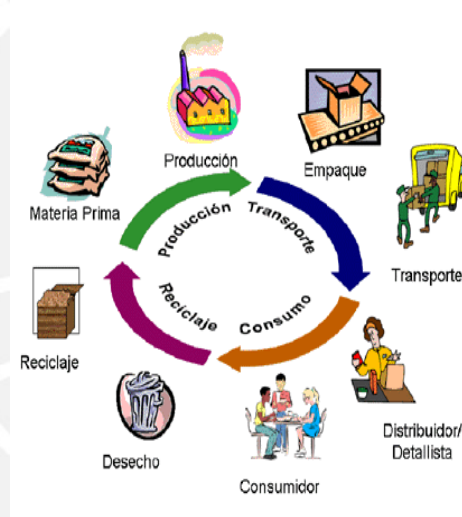 Producción
Empaque
Materia Prima
Transporte
Distribuidor/
Detallista
Consumidor
Desecho
Reciclaje
Producción
Transporte
Consumo
Reciclaje